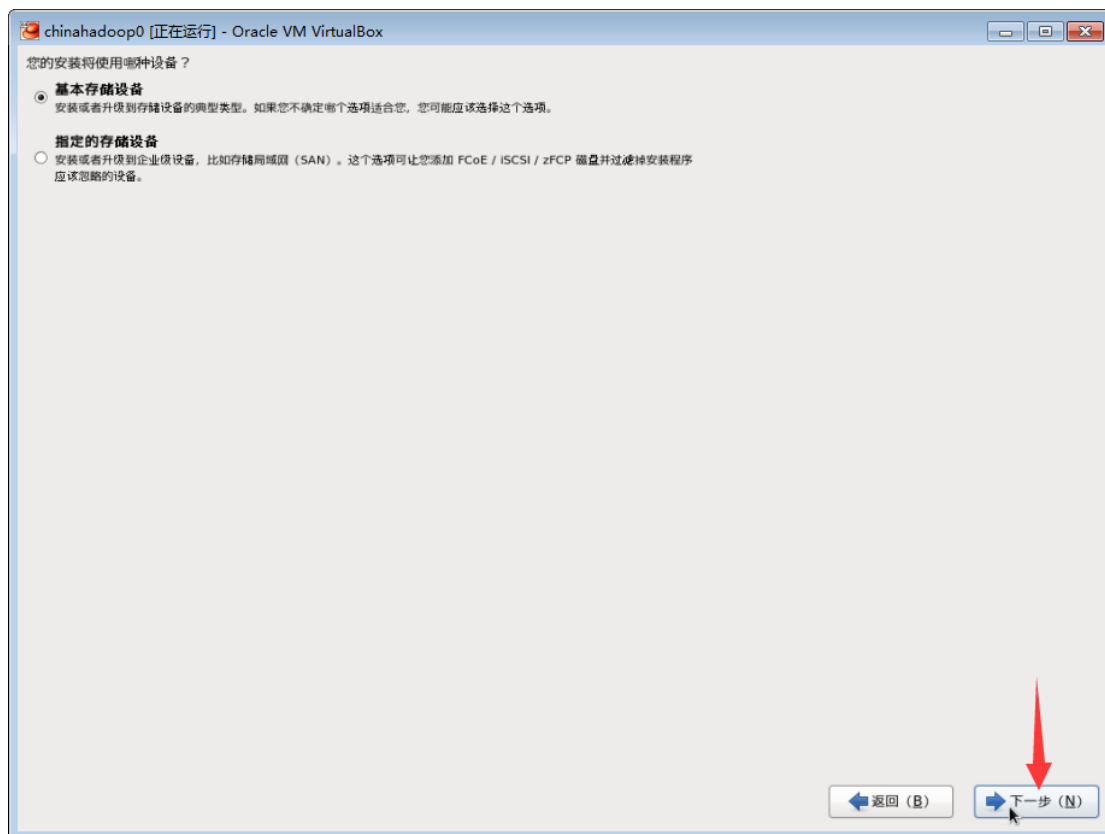 chinahadoop0 [正在运行] - Oracle VM VirtualBox
您的安装将使用哪种设备？
基本存储设备
安装或者升级到存储设备的典型类型。如果您不确定哪个选项适合您，您可能应该选择这个选项。
指定的存储设备
安装或者升级到企业级设备，比如存储局域网（SAN）。这个选项可让您添加 FCoE / iSCSI / zFCP 磁盘并过滤掉安装程序
应该忽略的设备。
返回（B）
下一步（N）